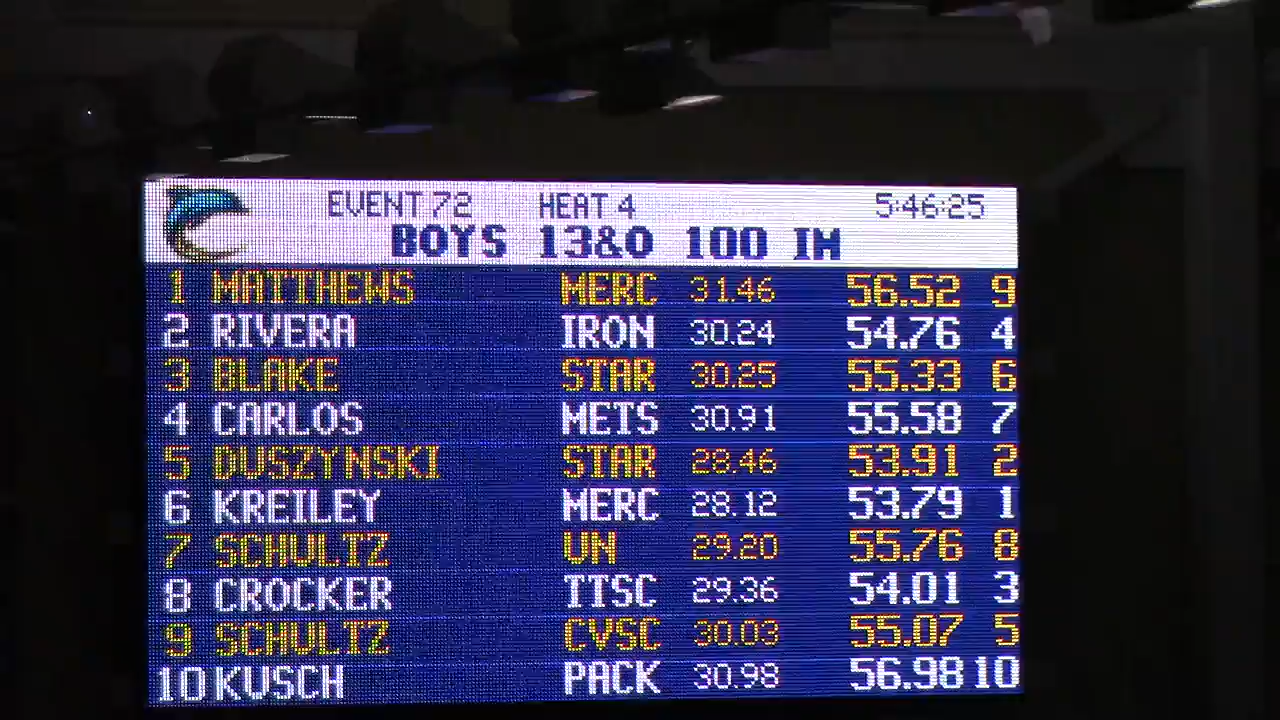 EVENT 72 HEAT 4 5:46:25
BOYS 13&O 100 IM
1 MATTHEWS MERC 31.46 56.52 9
2 RIVERA IRON 30.24 54.76 4
3 BLAKE STAR 30.25 55.33 6
4 CARLOS METS 30.91 55.58 7
5 DUSZYNSKI STAR 28.46 53.91 2
6 KREILEY MERC 28.12 53.79 1
7 SCHULTZ UN 29.20 55.76 8
8 CROCKER TTSC 29.36 54.01 3
9 SCHULTZ CVSC 30.03 55.07 5
10 KUSCH PACK 30.98 56.98 10